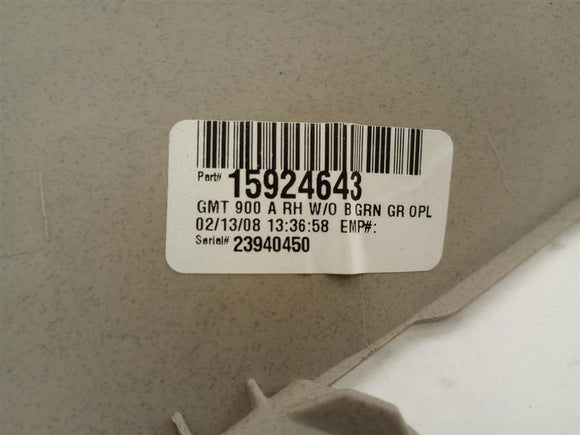 Part# 15924643
GMT 900 A RH W/O B GRN GR OPL
02/13/08 13:36:58 EMP#:
Serial# 23940450